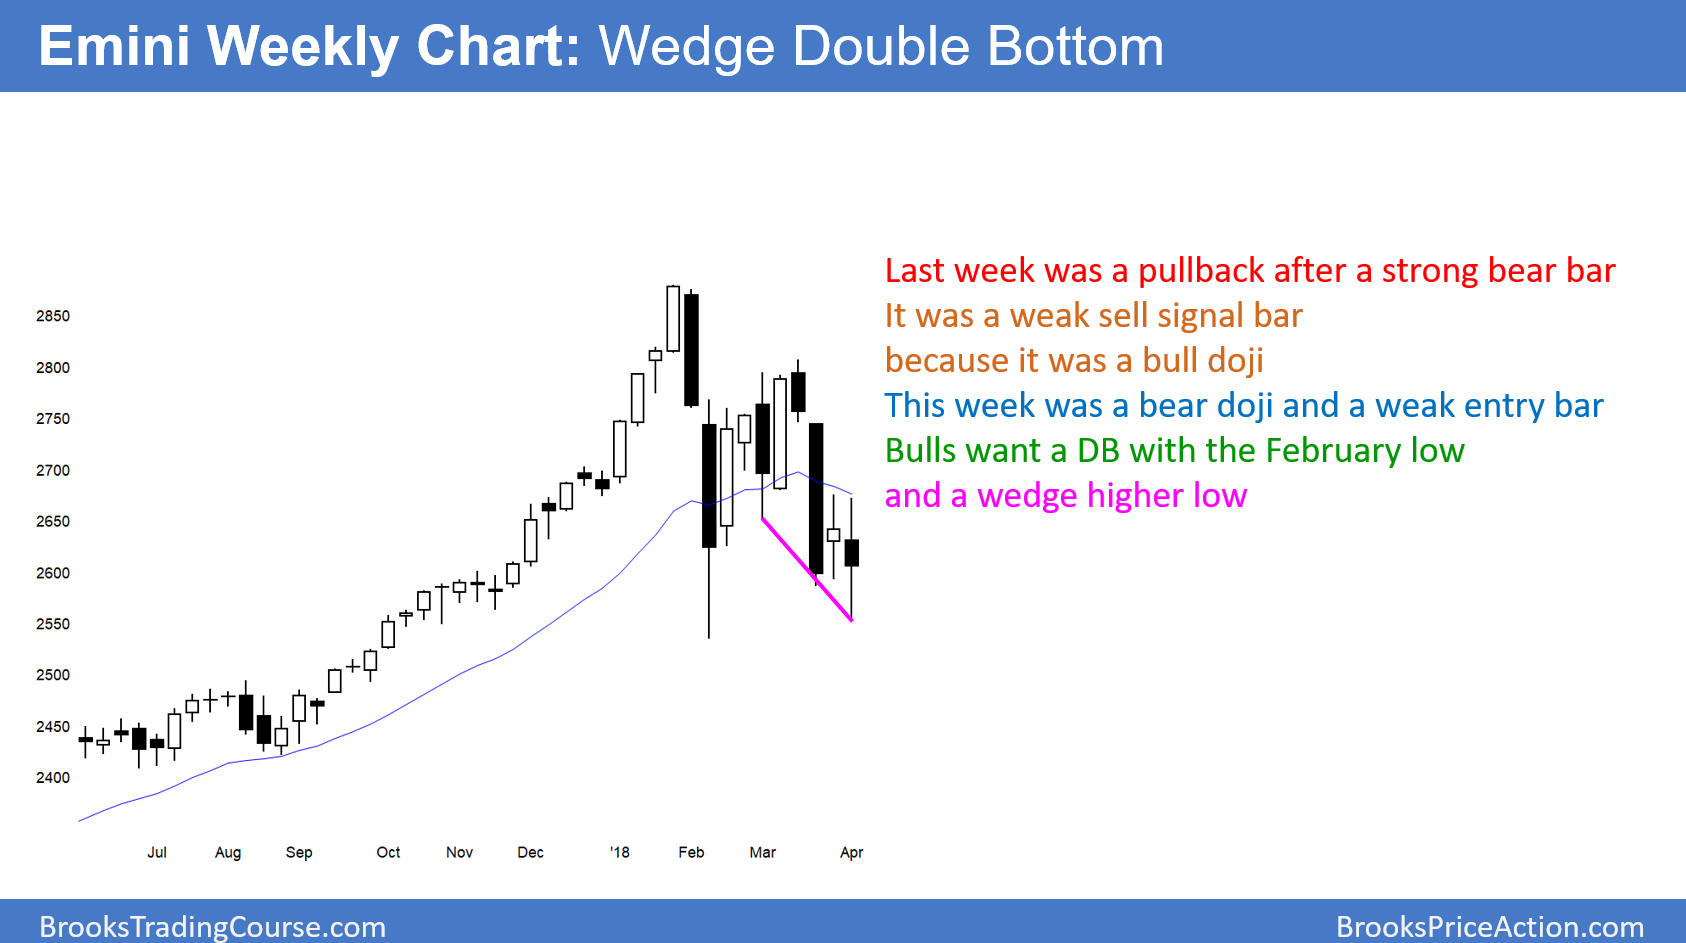 Emini Weekly Chart: Wedge Double Bottom
Last week was a pullback after a strong bear bar
It was a weak sell signal bar
because it was a bull doji
This week was a bear doji and a weak entry bar
Bulls want a DB with the February low
and a wedge higher low
2850
2800
2750
2700
2650
2600
2550
2500
2450
2400
Jul Aug Sep Oct Nov Dec '18 Feb Mar Apr
BrooksTradingCourse.com BrooksPriceAction.com